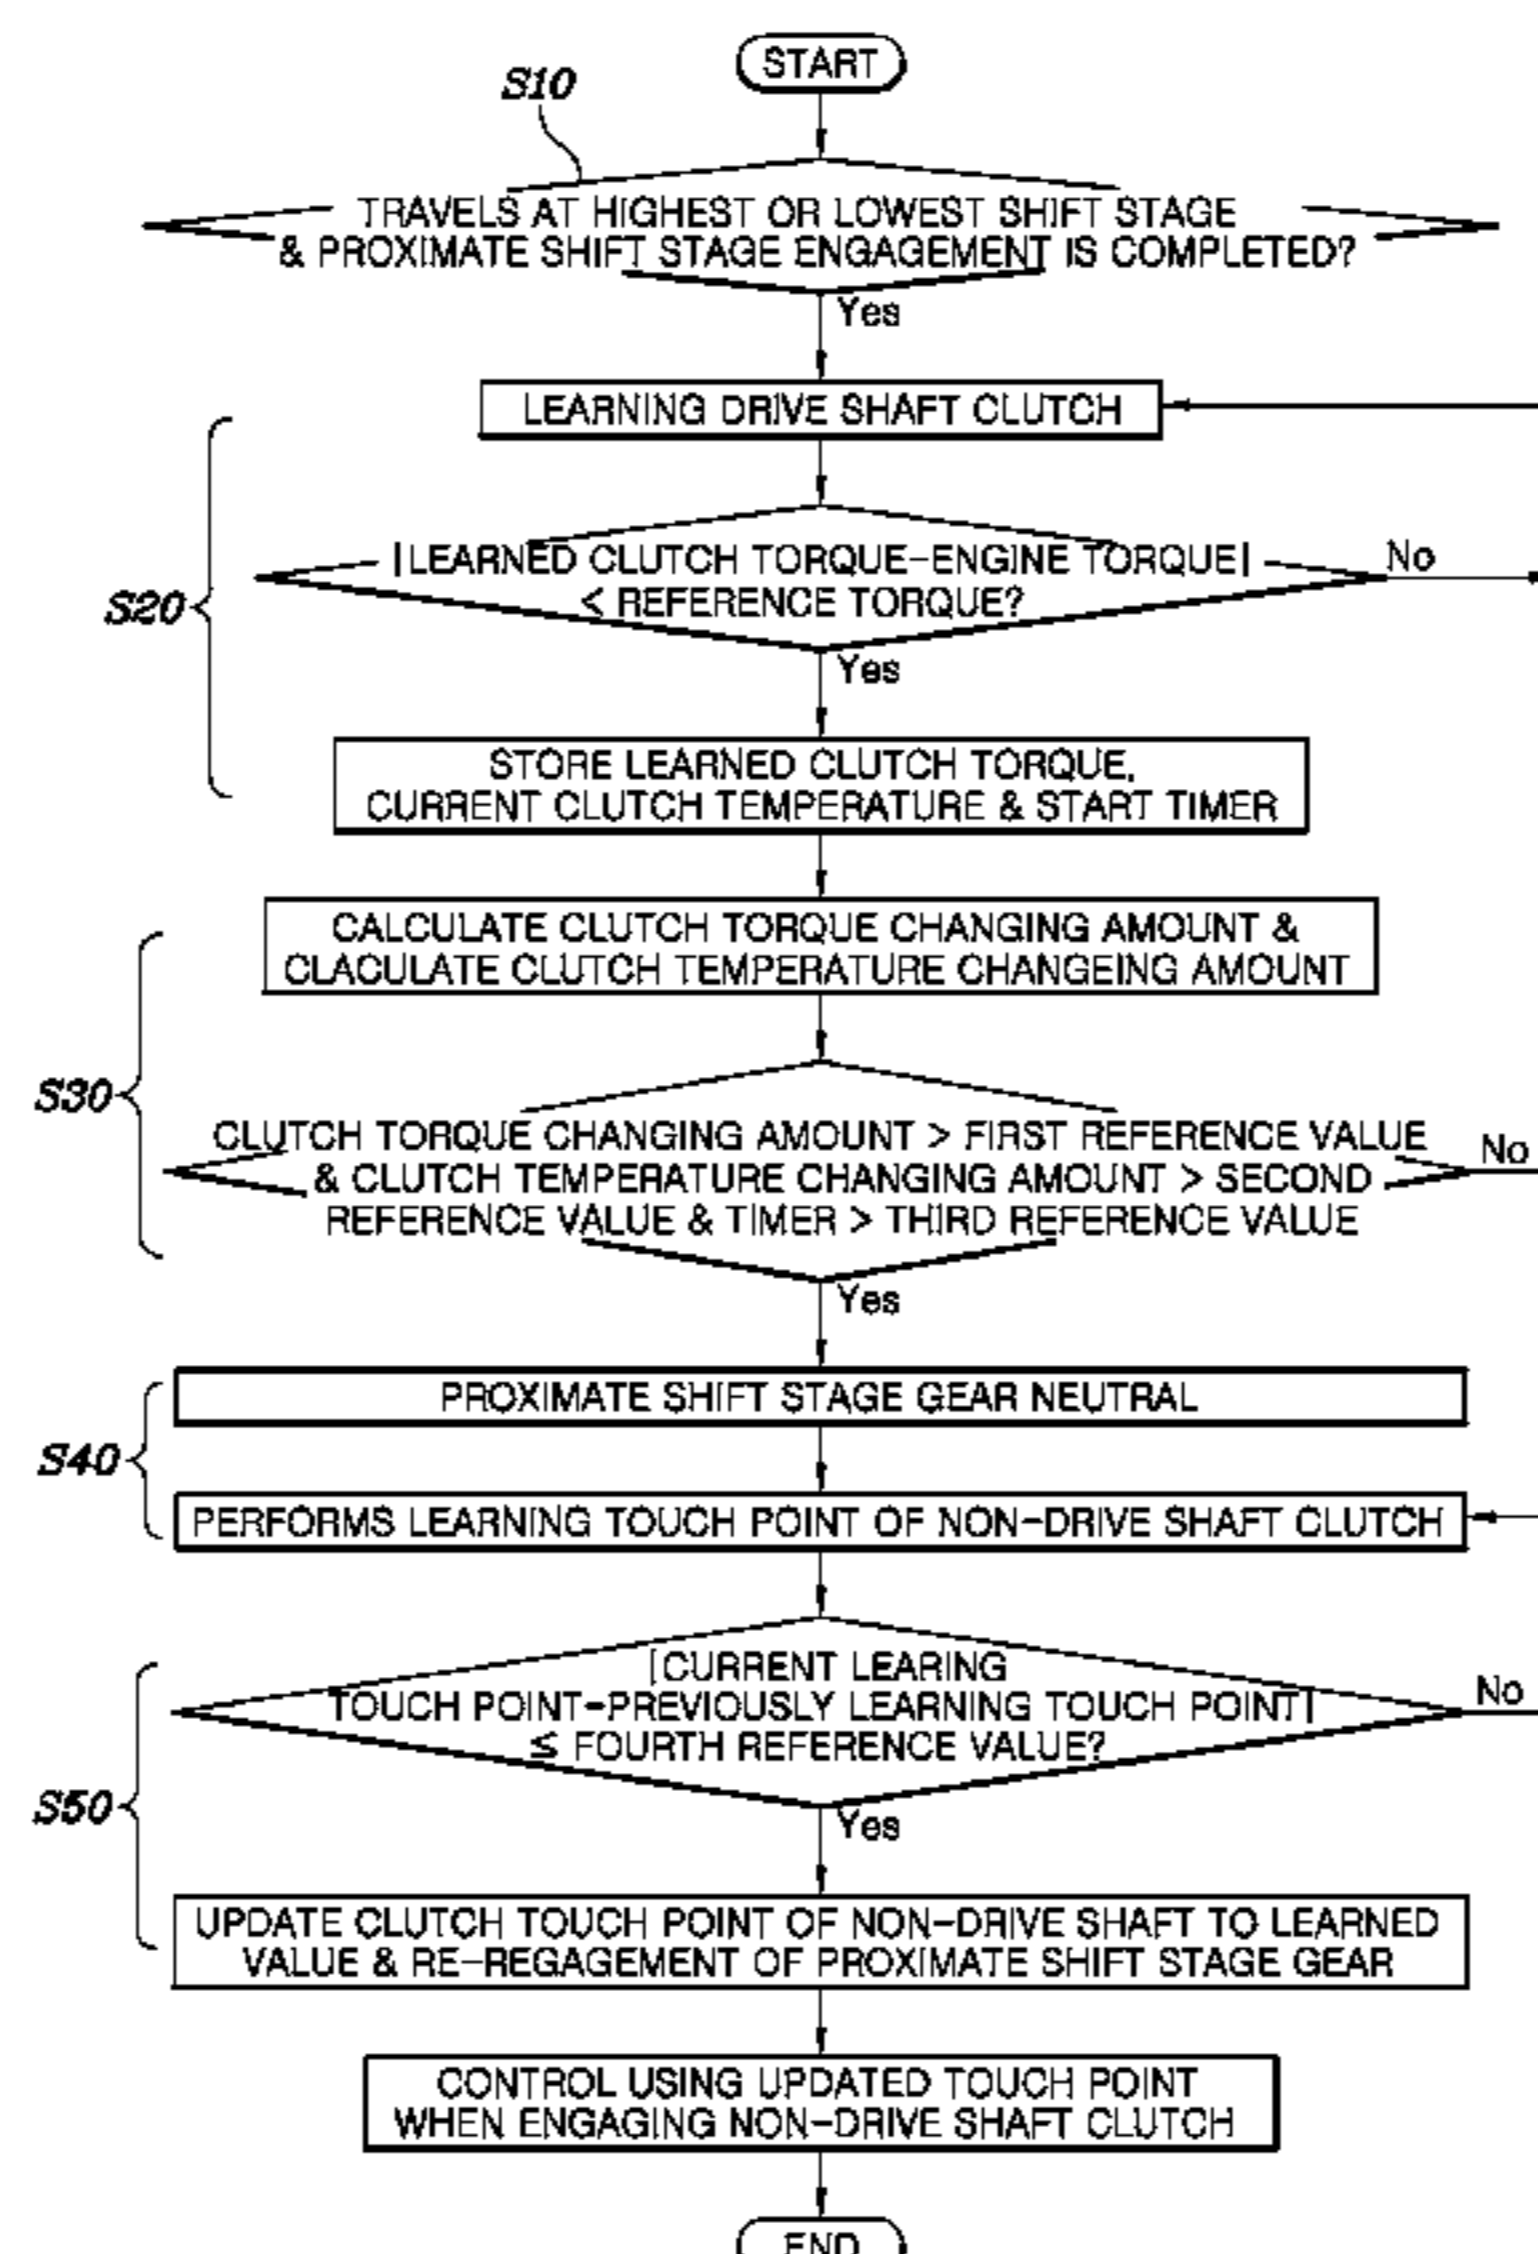 START
S10
TRAVELS AT HIGHEST OR LOWEST SHIFT STAGE
& PROXIMATE SHIFT STAGE ENGAGEMENT IS COMPLETED?
Yes
LEARNING DRIVE SHAFT CLUTCH
S20
|LEARNED CLUTCH TORQUE-ENGINE TORQUE|
< REFERENCE TORQUE?
No
Yes
STORE LEARNED CLUTCH TORQUE,
CURRENT CLUTCH TEMPERATURE & START TIMER
CALCULATE CLUTCH TORQUE CHANGING AMOUNT &
CLACULATE CLUTCH TEMPERATURE CHANGEING AMOUNT
S30
CLUTCH TORQUE CHANGING AMOUNT > FIRST REFERENCE VALUE
& CLUTCH TEMPERATURE CHANGING AMOUNT > SECOND
REFERENCE VALUE & TIMER > THIRD REFERENCE VALUE
No
Yes
PROXIMATE SHIFT STAGE GEAR NEUTRAL
S40
PERFORMS LEARNING TOUCH POINT OF NON-DRIVE SHAFT CLUTCH
|CURRENT LEARING
TOUCH POINT-PREVIOUSLY LEARNING TOUCH POINT|
≤ FOURTH REFERENCE VALUE?
No
S50
Yes
UPDATE CLUTCH TOUCH POINT OF NON-DRIVE SHAFT TO LEARNED
VALUE & RE-REGAGEMENT OF PROXIMATE SHIFT STAGE GEAR
CONTROL USING UPDATED TOUCH POINT
WHEN ENGAGING NON-DRIVE SHAFT CLUTCH
END